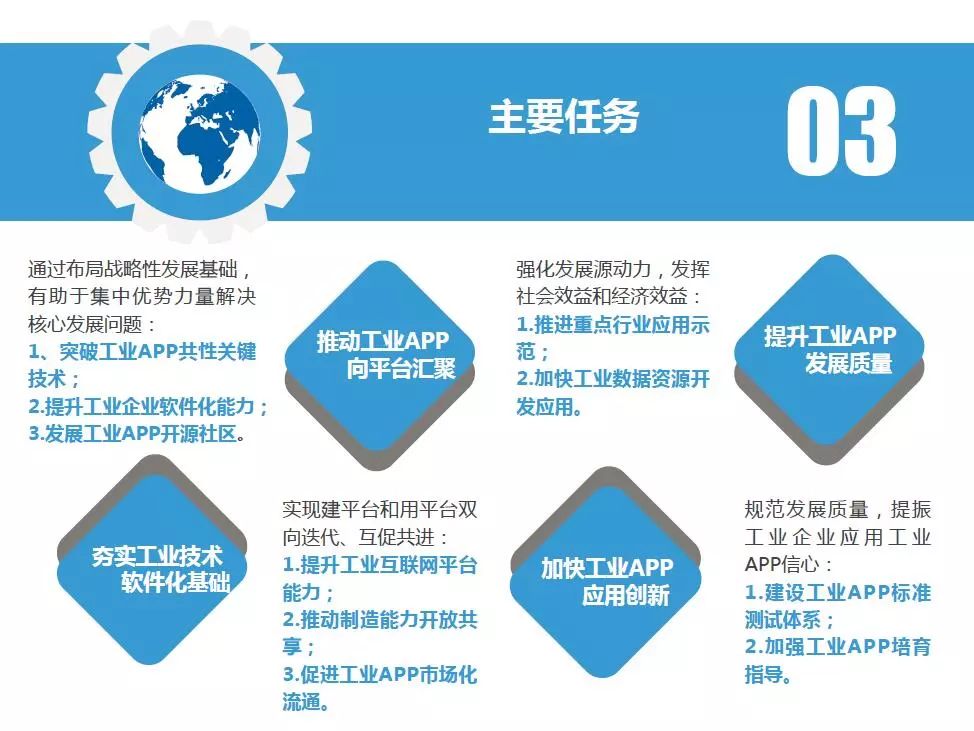 主要任务
03
通过布局战略性发展基础，
有助于集中优势力量解决
核心发展问题：
1、突破工业APP共性关键
技术；
2.提升工业企业软件化能力；
3.发展工业APP开源社区。
夯实工业技术
软件化基础
推动工业APP
向平台汇聚
实现建平台和用平台双
向迭代、互促共进：
1.提升工业互联网平台
能力；
2.推动制造能力开放共
享；
3.促进工业APP市场化
流通。
强化发展源动力，发挥
社会效益和经济效益：
1.推进重点行业应用示
范；
2.加快工业数据资源开
发应用。
加快工业APP
应用创新
提升工业APP
发展质量
规范发展质量，提振
工业企业应用工业
APP信心：
1.建设工业APP标准
测试体系；
2.加强工业APP培育
指导。